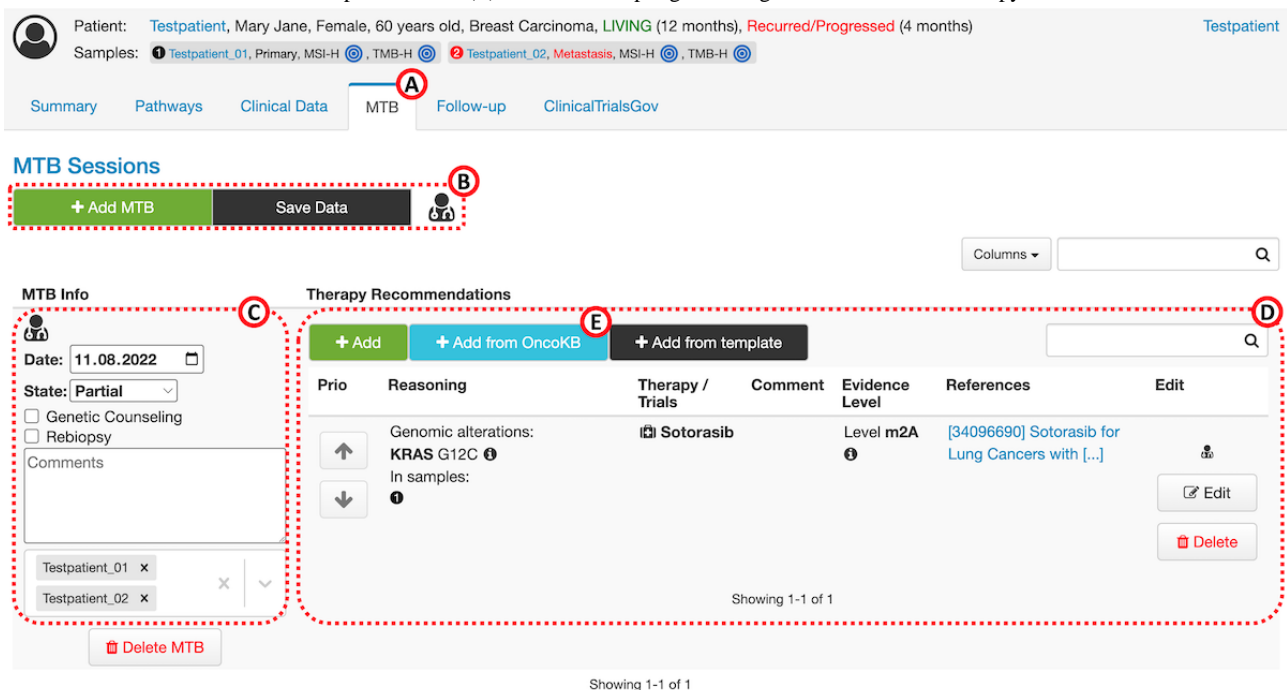 Patient: Testpatient, Mary Jane, Female, 60 years old, Breast Carcinoma, LIVING (12 months), Recurred/Progressed (4 months) Testpatient
Samples: 1 Testpatient_01, Primary, MSI-H , TMB-H 2 Testpatient_02, Metastasis, MSI-H , TMB-H
A
Summary Pathways Clinical Data MTB Follow-up ClinicalTrialsGov
MTB Sessions
B
+ Add MTB Save Data
Columns
MTB Info Therapy Recommendations
C E D
+ Add + Add from OncoKB + Add from template
Date: 11.08.2022
State: Partial
Genetic Counseling
Rebiopsy
Comments
Testpatient_01 ×
Testpatient_02 ×
Delete MTB
Prio Reasoning Therapy / Trials Comment Evidence Level References Edit
Genomic alterations: Sotorasib Level m2A [34096690] Sotorasib for
KRAS G12C Lung Cancers with [...]
In samples:
1
Edit
Delete
Showing 1-1 of 1
Showing 1-1 of 1